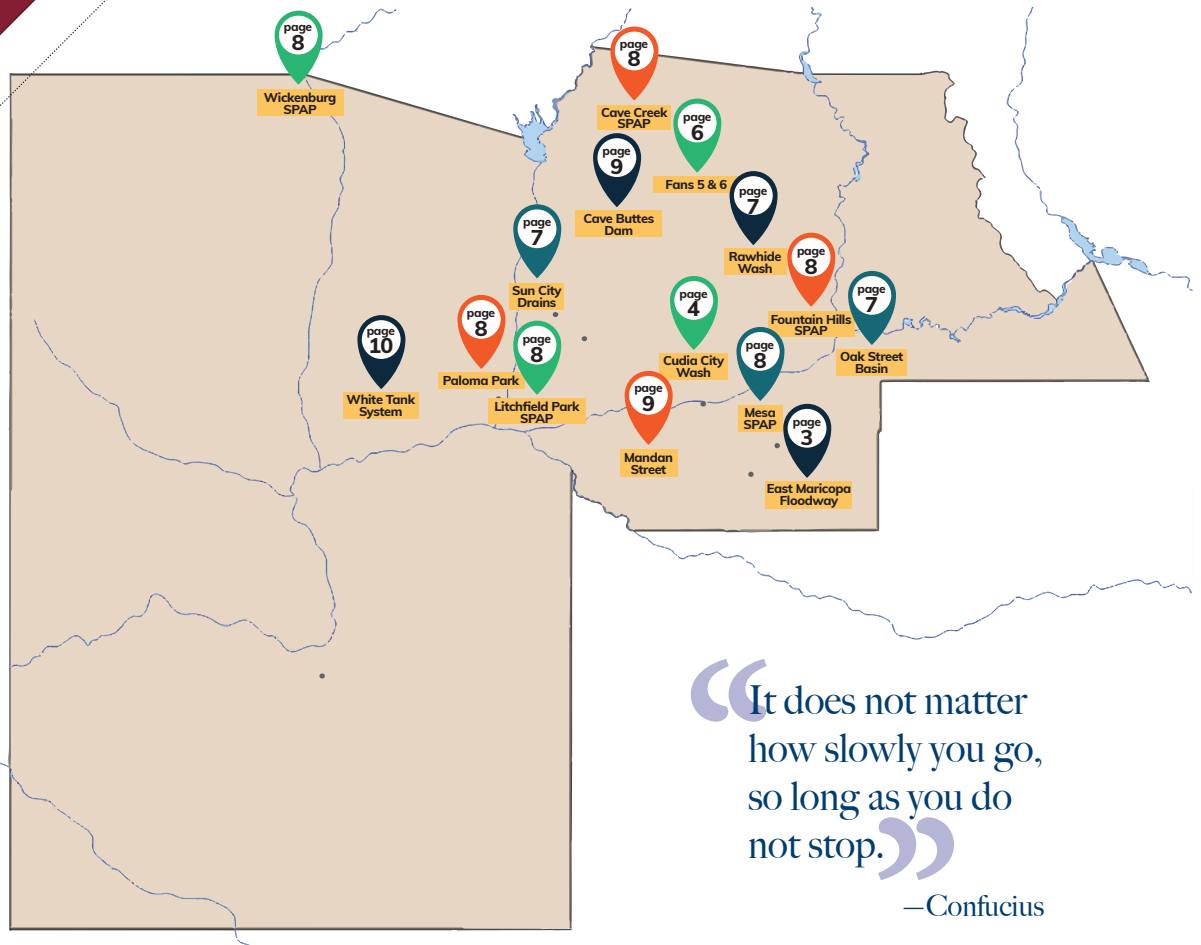 page
8
Wickenburg
SPAP
page
8
Cave Creek
SPAP
page
6
Fans 5 & 6
page
9
Cave Buttes
Dam
page
7
Rawhide
Wash
page
7
Sun City
Drains
page
8
Fountain Hills
SPAP
page
7
Oak Street
Basin
page
4
Cudia City
Wash
page
8
Paloma Park
page
10
White Tank
System
page
8
Litchfield Park
SPAP
page
8
Mesa
SPAP
page
9
Mandan
Street
page
3
East Maricopa
Floodway
“It does not matter
how slowly you go,
so long as you do
not stop.”
—Confucius